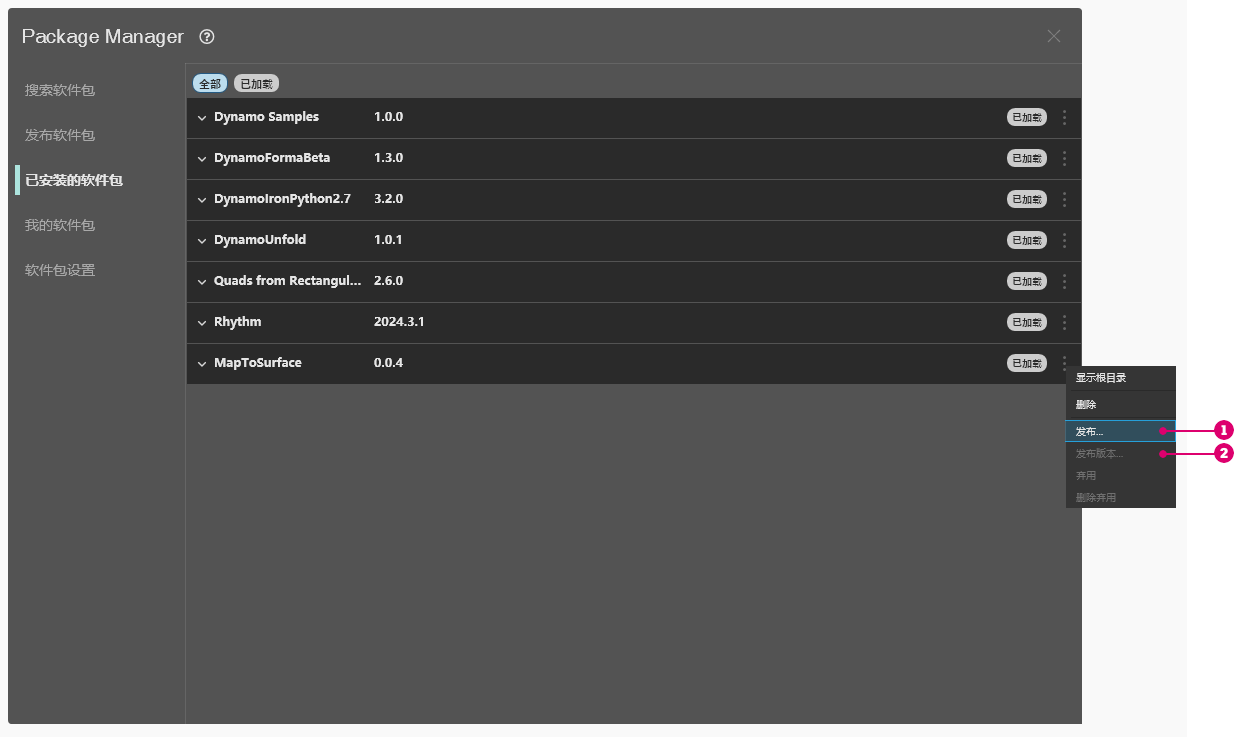 Package Manager ?
搜索软件包
发布软件包
已安装的软件包
我的软件包
软件包设置
全部 已加载
Dynamo Samples 1.0.0 已加载
DynamoFormaBeta 1.3.0 已加载
DynamoIronPython2.7 3.2.0 已加载
DynamoUnfold 1.0.1 已加载
Quads from Rectangul... 2.6.0 已加载
Rhythm 2024.3.1 已加载
MapToSurface 0.0.4 已加载
显示根目录
删除
发布... 1
发布版本... 2
弃用
删除弃用